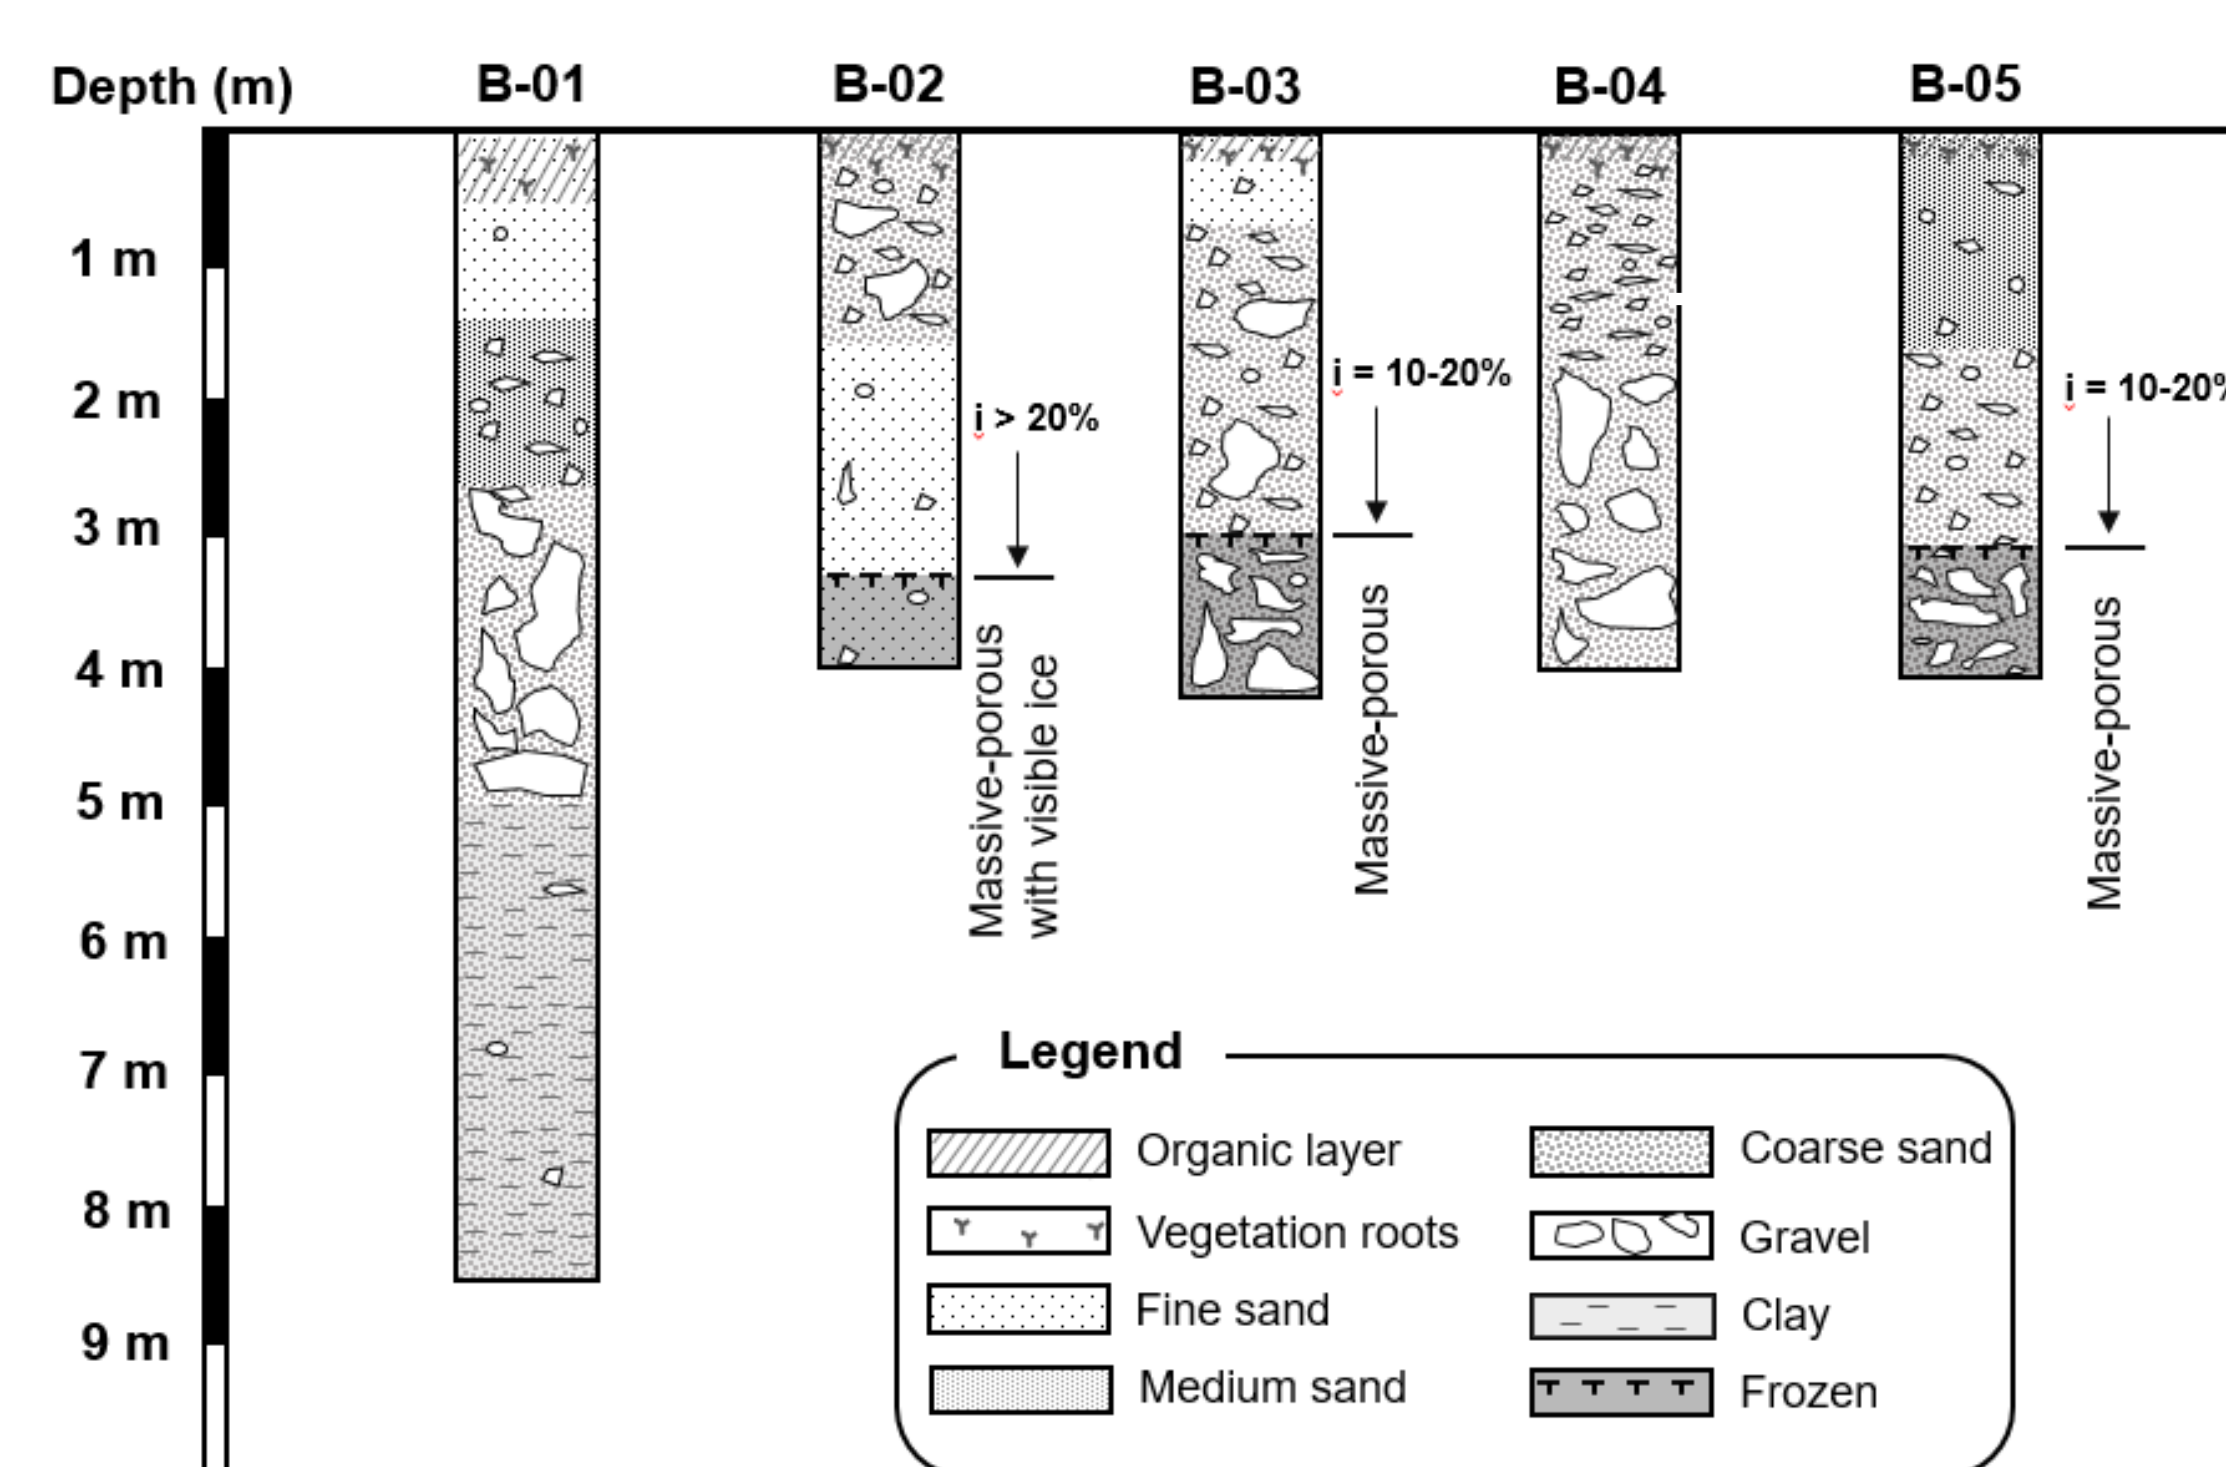 Depth (m)
B-01
B-02
B-03
B-04
B-05
1 m
2 m
3 m
4 m
5 m
6 m
7 m
8 m
9 m
i > 20%
Massive-porous
with visible ice
i = 10-20%
Massive-porous
i = 10-20%
Massive-porous
Legend
Organic layer
Vegetation roots
Fine sand
Medium sand
Coarse sand
Gravel
Clay
Frozen